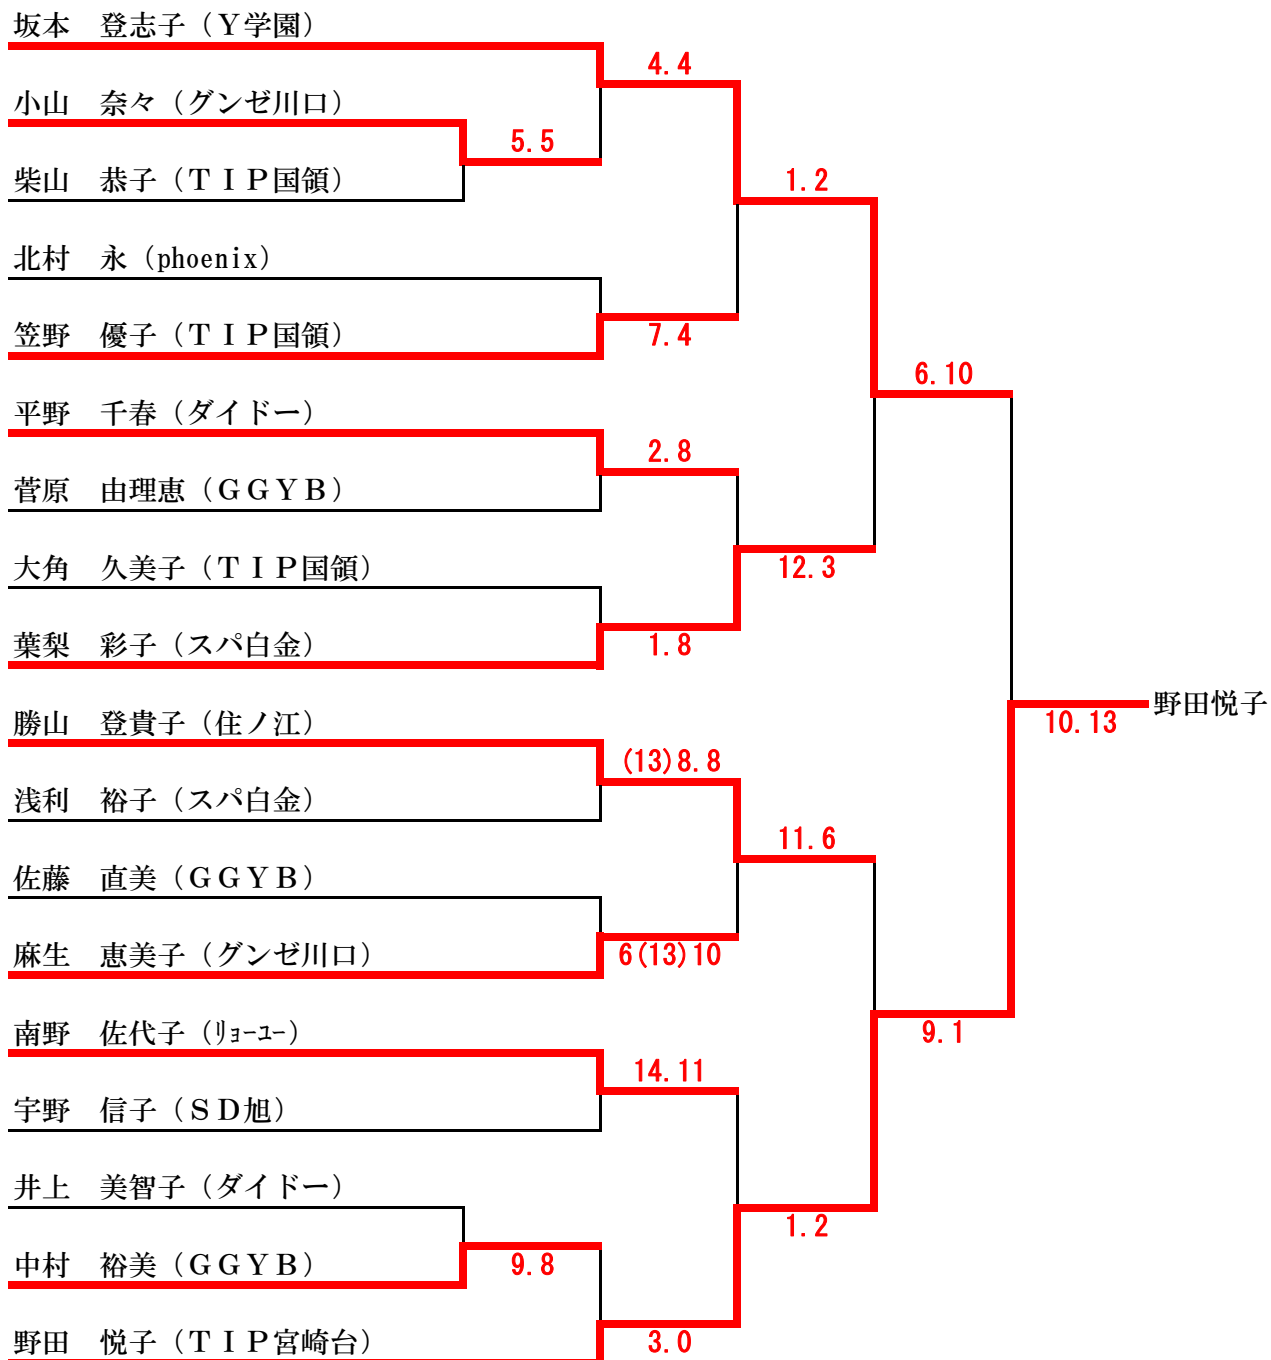 坂本　登志子（Ｙ学園）
4.4
小山　奈々（グンゼ川口）
5.5
柴山　恭子（ＴＩＰ国領）
1.2
北村　永（phoenix）
笠野　優子（ＴＩＰ国領）
7.4
6.10
平野　千春（ダイドー）
2.8
菅原　由理恵（ＧＧＹＢ）
大角　久美子（ＴＩＰ国領）
12.3
葉梨　彩子（スパ白金）
1.8
野田悦子
勝山　登貴子（住ノ江）
10.13
(13)8.8
浅利　裕子（スパ白金）
11.6
佐藤　直美（ＧＧＹＢ）
麻生　恵美子（グンゼ川口）
6(13)10
南野　佐代子（ﾘｮｰﾕｰ）
9.1
14.11
宇野　信子（ＳＤ旭）
井上　美智子（ダイドー）
1.2
中村　裕美（ＧＧＹＢ）
9.8
野田　悦子（ＴＩＰ宮崎台）
3.0